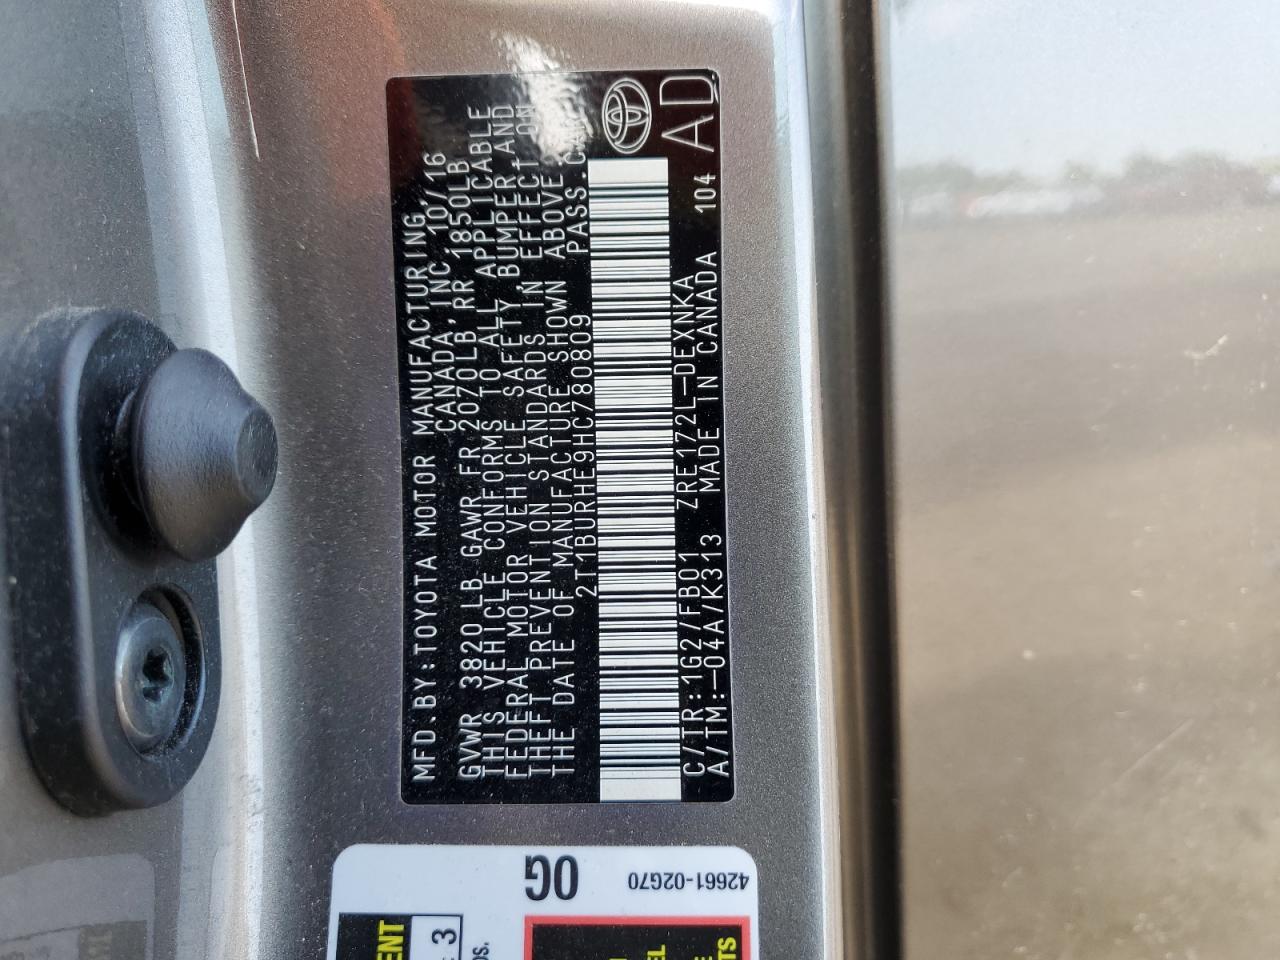 MFD.BY:TOYOTA MOTOR MANUFACTURING,
CANADA, INC. 10/16
GVWR 3820 LB GAWR FR 2070LB, RR 1850LB
THIS VEHICLE CONFORMS TO ALL APPLICABLE
FEDERAL MOTOR VEHICLE SAFETY, BUMPER AND
THEFT PREVENTION STANDARDS IN EFFECT ON
THE DATE OF MANUFACTURE SHOWN ABOVE.
2T1BURHE9HC780809 PASS.
C/TR:1G2/FB01 ZRE172L-DEXNKA
A/TM:-04A/K313 MADE IN CANADA 104
AD
0G
42661-02G70
3